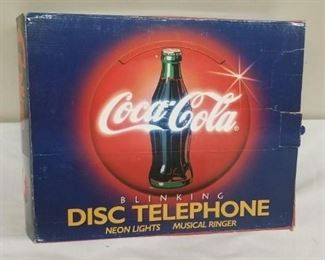 Coca-Cola®
BLINKING
DISC TELEPHONE
NEON LIGHTS MUSICAL RINGER